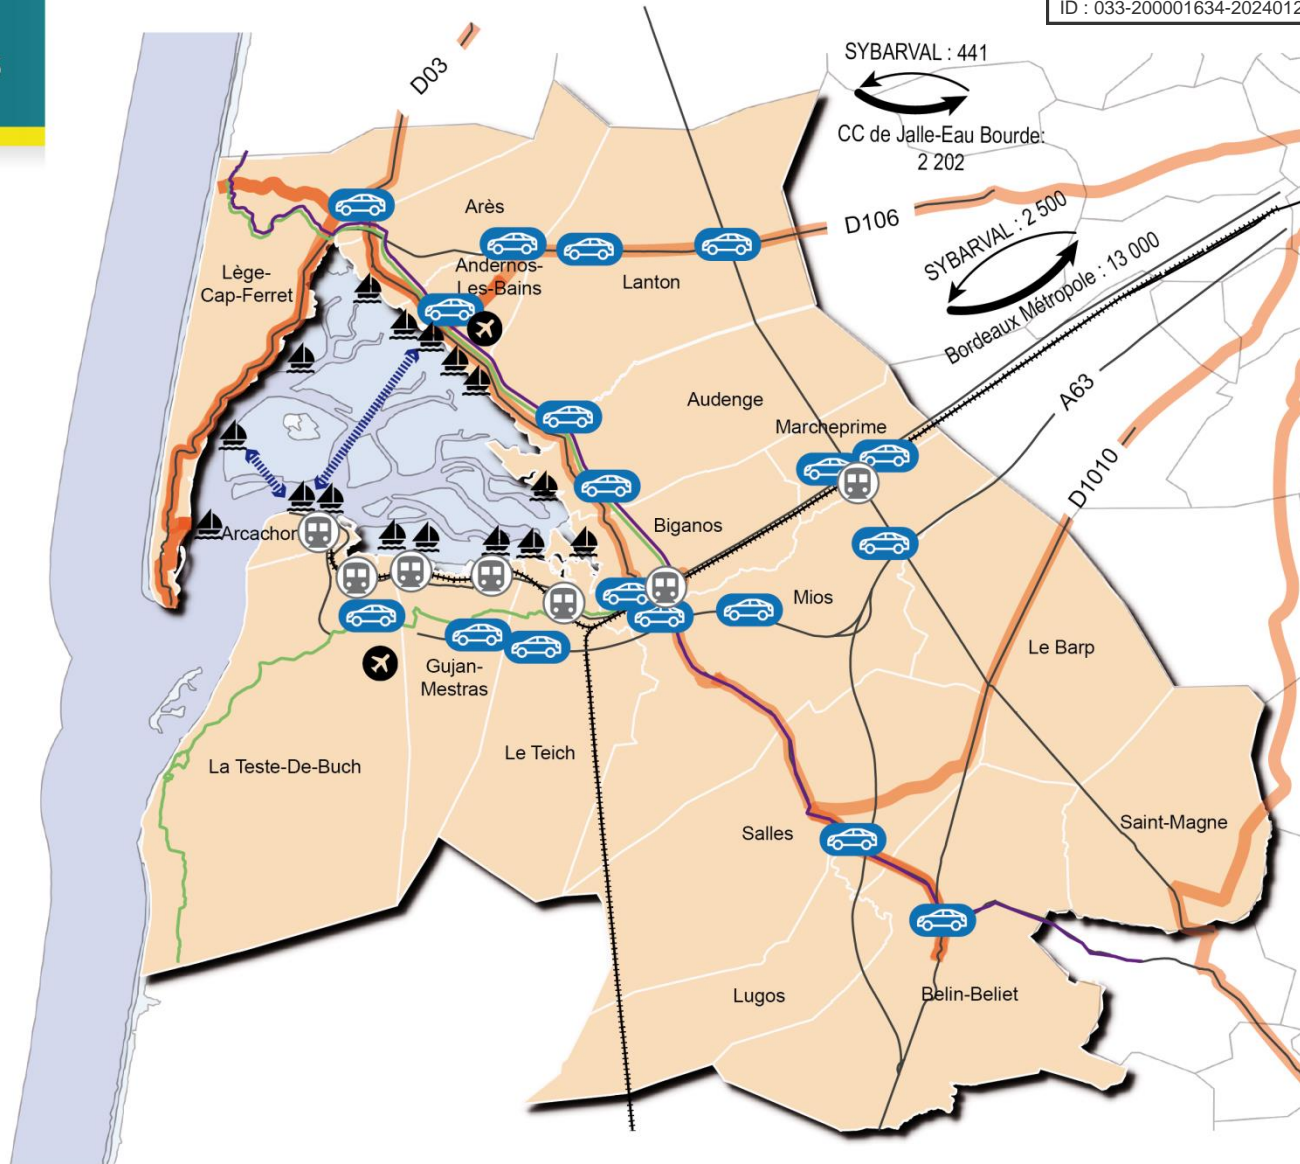 ID : 033-200001634-2024012
SYBARVAL : 441
D03
CC de Jalle-Eau Bourde:
2 202
Arès
D106
SYBARVAL : 2 500
Lège-
Cap-Ferret
Andernos-
Les-Bains
Lanton
Bordeaux Métropole : 13 000
A63
Audenge
Marcheprime
D1010
Arcachon
Biganos
Mios
Le Barp
Gujan-
Mestras
La Teste-De-Buch
Le Teich
Salles
Saint-Magne
Lugos
Belin-Beliet